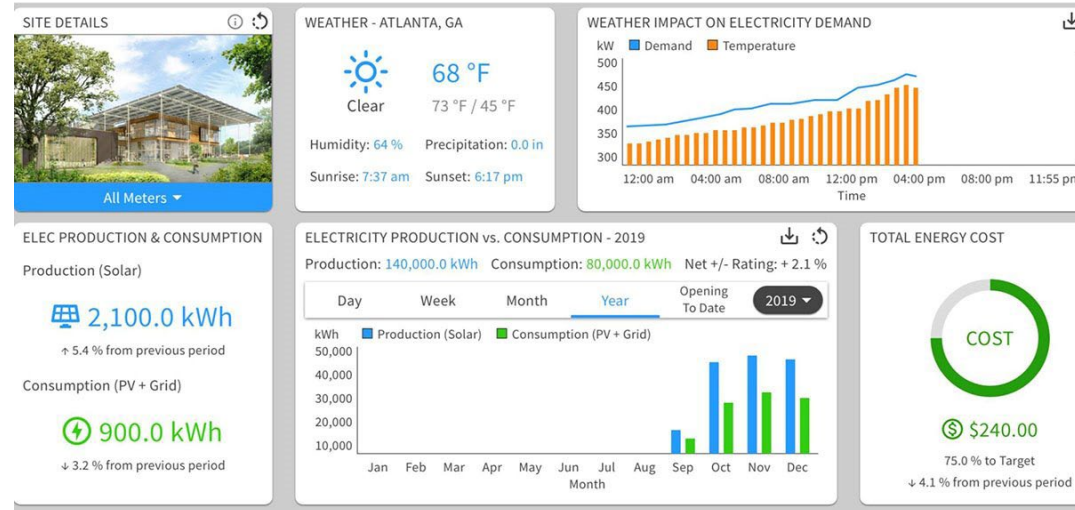 SITE DETAILS
All Meters
WEATHER - ATLANTA, GA
68 °F
Clear
73 °F / 45 °F
Humidity: 64 % Precipitation: 0.0 in
Sunrise: 7:37 am Sunset: 6:17 pm
WEATHER IMPACT ON ELECTRICITY DEMAND
kW Demand Temperature
500
450
400
350
300
12:00 am 04:00 am 08:00 am 12:00 pm 04:00 pm 08:00 pm 11:55 pm
Time
ELEC PRODUCTION & CONSUMPTION
Production (Solar)
2,100.0 kWh
↑ 5.4 % from previous period
Consumption (PV + Grid)
900.0 kWh
↓ 3.2 % from previous period
ELECTRICITY PRODUCTION vs. CONSUMPTION - 2019
Production: 140,000.0 kWh Consumption: 80,000.0 kWh Net +/- Rating: + 2.1 %
Day Week Month Year Opening To Date 2019
kWh Production (Solar) Consumption (PV + Grid)
50,000
40,000
30,000
20,000
10,000
Jan Feb Mar Apr May Jun Jul Aug Sep Oct Nov Dec
Month
TOTAL ENERGY COST
COST
$240.00
75.0 % to Target
↓ 4.1 % from previous period